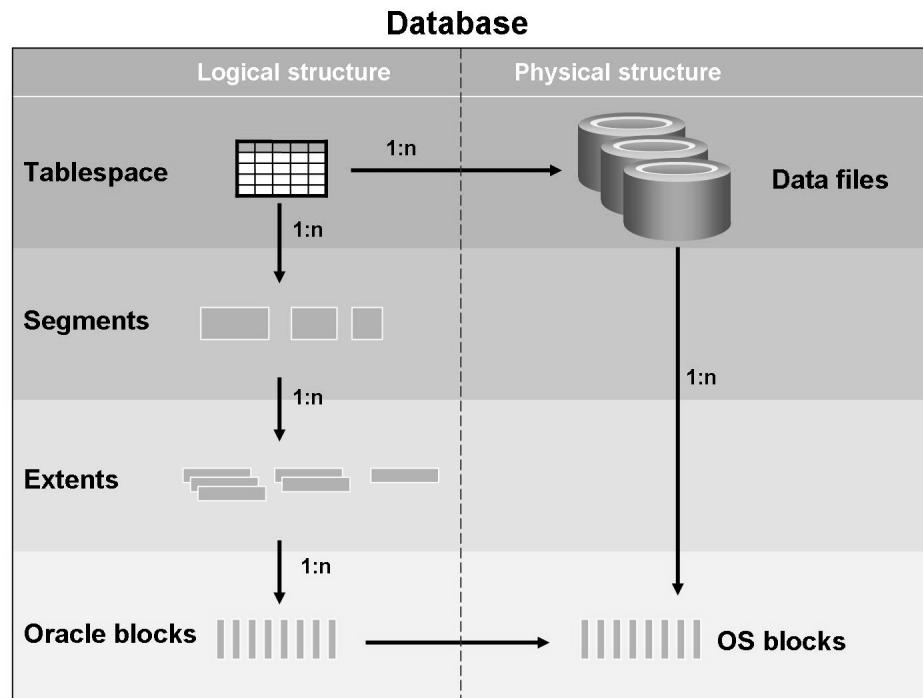 Database
Logical structure
Physical structure
Tablespace
1:n
Data files
1:n
Segments
1:n
1:n
Extents
1:n
Oracle blocks
OS blocks